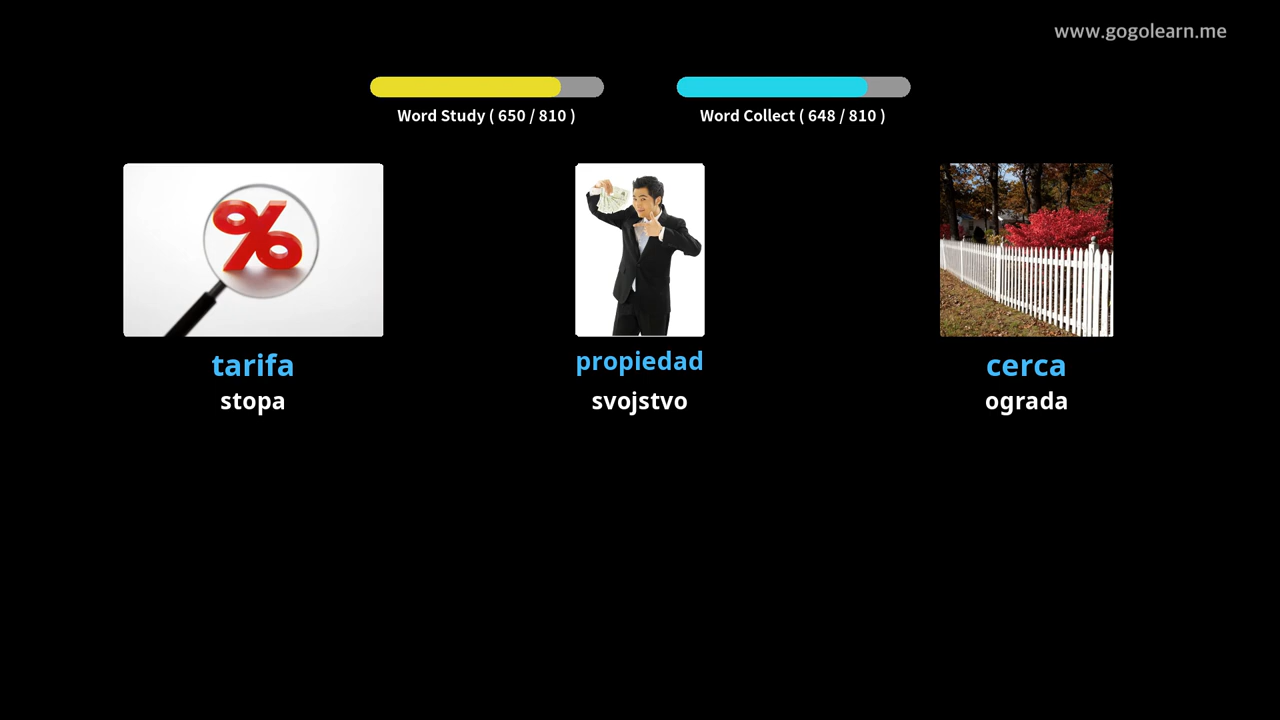 www.gogolearn.me
Word Study ( 650 / 810 )
Word Collect ( 648 / 810 )
%
tarifa
propiedad
cerca
stopa
svojstvo
ograda